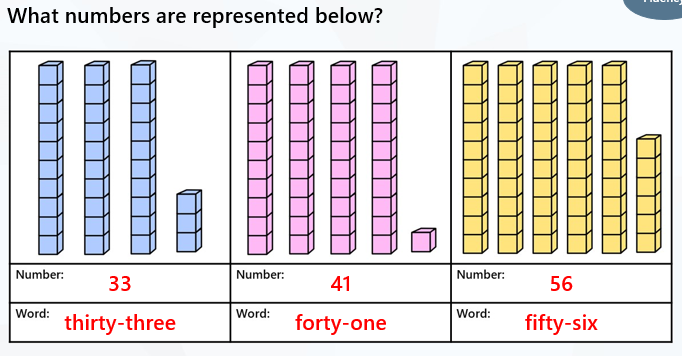 What numbers are represented below?
Number: 33
Number: 41
Number: 56
Word: thirty-three
Word: forty-one
Word: fifty-six